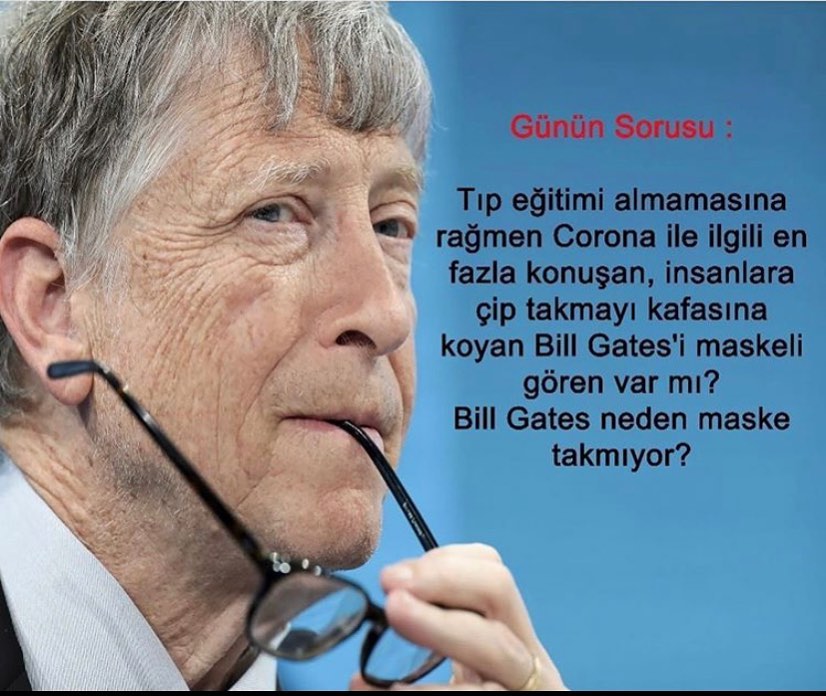 Günün Sorusu :
Tıp eğitimi almamasına
rağmen Corona ile ilgili en
fazla konuşan, insanlara
çip takmayı kafasına
koyan Bill Gates'i maskeli
gören var mı?
Bill Gates neden maske
takmıyor?